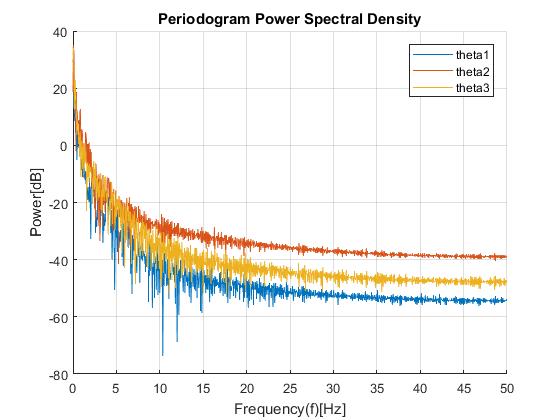 Periodogram Power Spectral Density
theta1
theta2
theta3
40
20
0
-20
-40
-60
-80
Power[dB]
0 5 10 15 20 25 30 35 40 45 50
Frequency(f)[Hz]